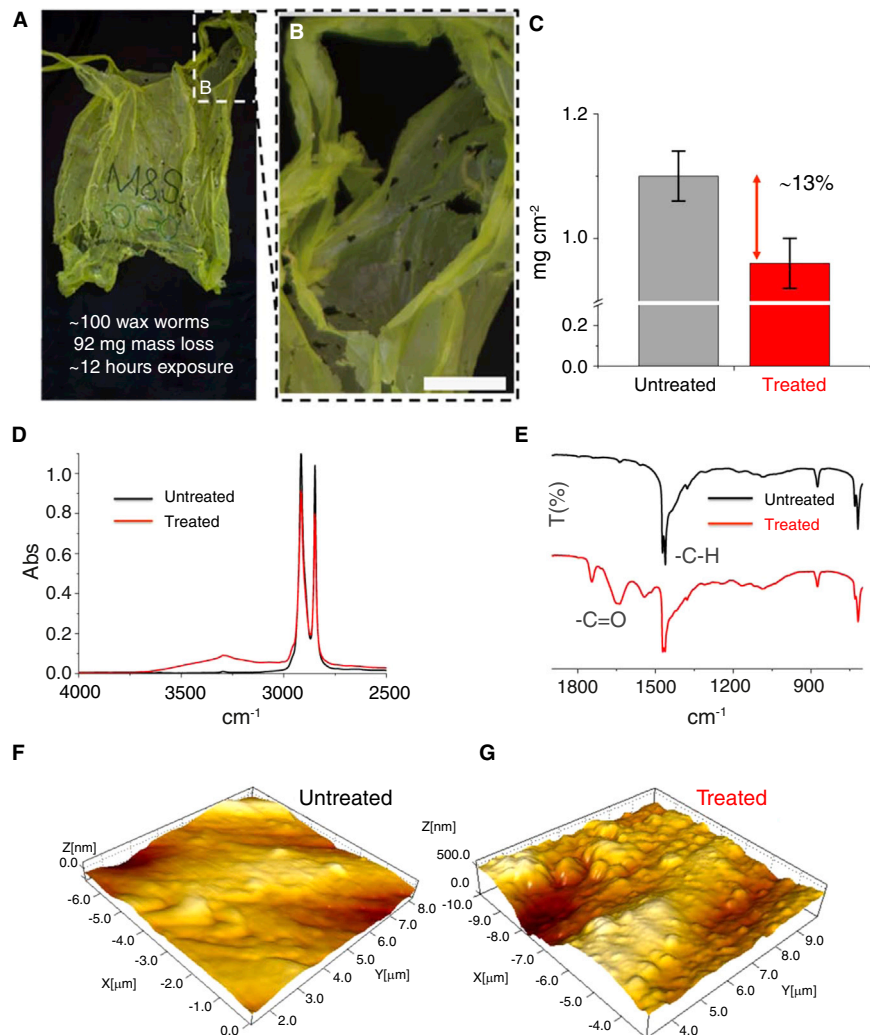 A
B
M&S
~100 wax worms
92 mg mass loss
~12 hours exposure
B
C
mg cm-2
1.2
1.0
0.2
0.0
~13%
Untreated
Treated
D
Abs
1.0
0.8
0.6
0.4
0.2
0.0
Untreated
Treated
4000
3500
3000
2500
cm-1
E
T(%)
Untreated
Treated
-C-H
-C=O
1800
1500
1200
900
cm-1
F
Untreated
Z[nm]
0.0
-6.0
-5.0
-4.0
-3.0
-2.0
-1.0
0.0
X[µm]
2.0
3.0
4.0
5.0
6.0
7.0
8.0
Y[µm]
G
Treated
Z[nm]
500.0
0.0
-10.0
-9.0
-8.0
-7.0
-6.0
-5.0
-4.0
X[µm]
4.0
5.0
6.0
7.0
8.0
9.0
Y[µm]